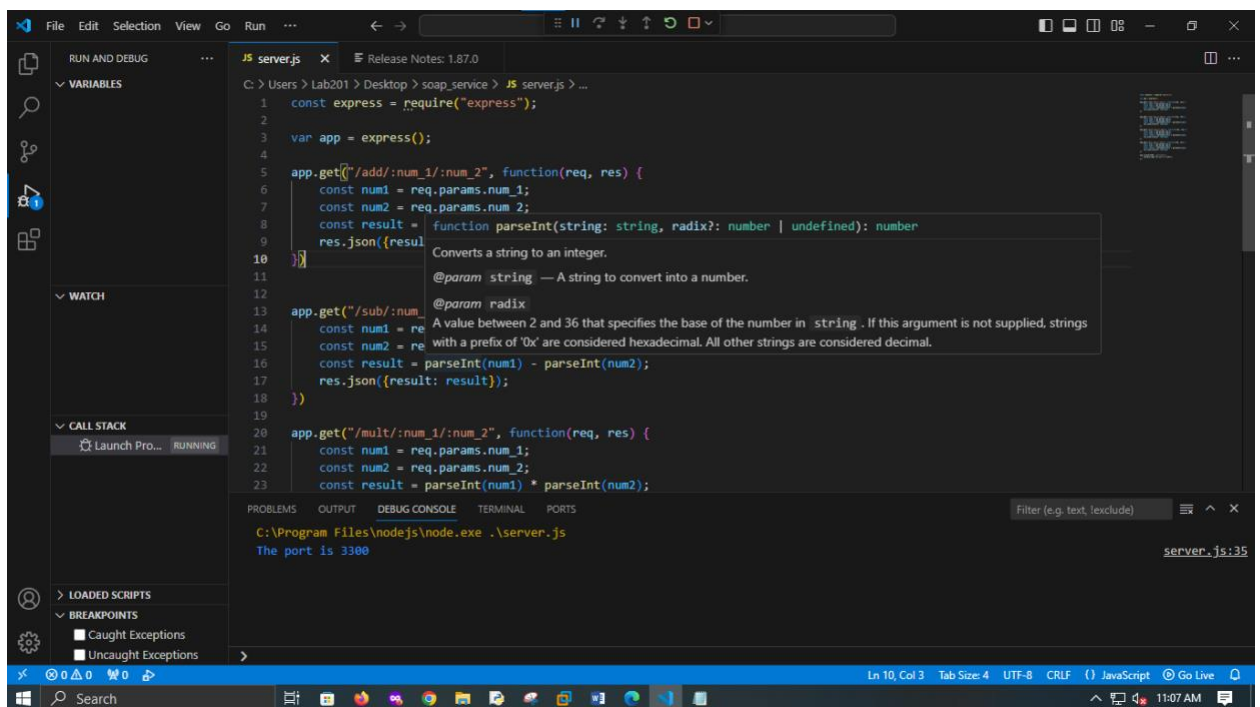 File Edit Selection View Go Run ...
RUN AND DEBUG ...
JS server.js X Release Notes: 1.87.0 ...
VARIABLES
C: > Users > Lab201 > Desktop > soap_service > JS server.js > ...
1 const express = require("express");
2
3 var app = express();
4
5 app.get("/add/:num_1/:num_2", function(req, res) {
6 const num1 = req.params.num_1;
7 const num2 = req.params.num_2;
8 const result =
9 res.json({resul
10 })
11
12
13 app.get("/sub/:num_
14 const num1 = re
15 const num2 = re
16 const result = parseInt(num1) - parseInt(num2);
17 res.json({result: result});
18 })
19
20 app.get("/mult/:num_1/:num_2", function(req, res) {
21 const num1 = req.params.num_1;
22 const num2 = req.params.num_2;
23 const result = parseInt(num1) * parseInt(num2);
function parseInt(string: string, radix?: number | undefined): number
Converts a string to an integer.
@param string — A string to convert into a number.
@param radix
A value between 2 and 36 that specifies the base of the number in string . If this argument is not supplied, strings
with a prefix of '0x' are considered hexadecimal. All other strings are considered decimal.
WATCH
CALL STACK
Launch Pro... RUNNING
1
LOADED SCRIPTS
BREAKPOINTS
Caught Exceptions
Uncaught Exceptions
PROBLEMS OUTPUT DEBUG CONSOLE TERMINAL PORTS Filter (e.g. text, !exclude)
C:\Program Files\nodejs\node.exe .\server.js
The port is 3300 server.js:35
>
0 0 0 Ln 10, Col 3 Tab Size: 4 UTF-8 CRLF {} JavaScript Go Live
Search 11:07 AM